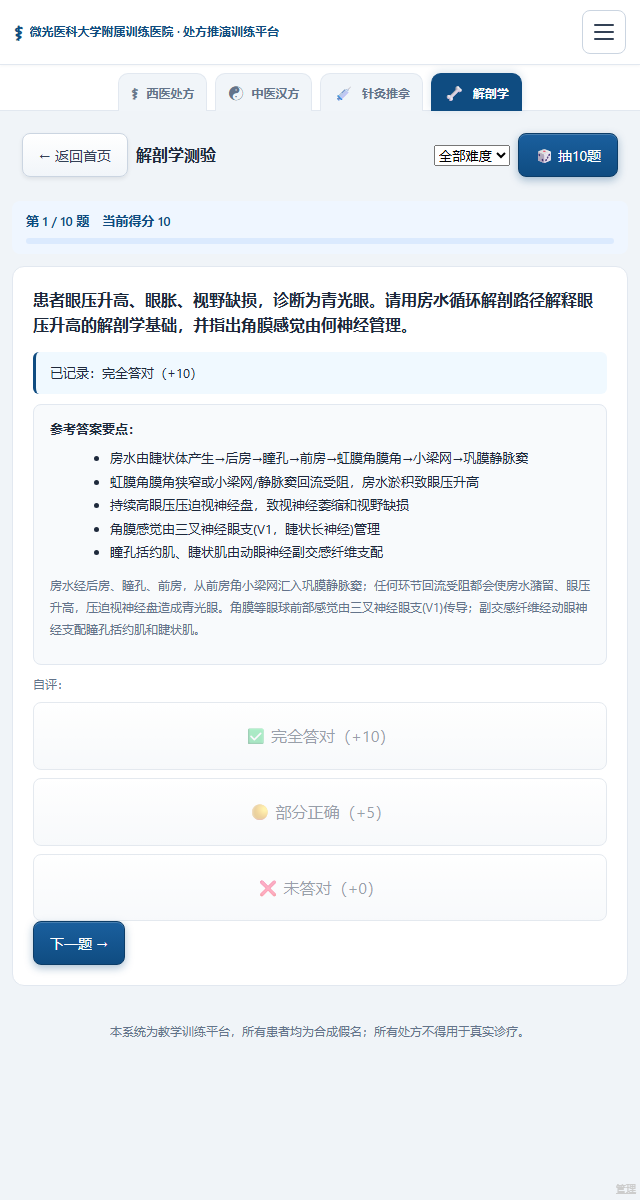 微光医科大学附属训练医院 · 处方推演训练平台
西医处方 中医汉方 针灸推拿 解剖学
← 返回首页 解剖学测验 全部难度 抽10题
第 1 / 10 题 当前得分 10
患者眼压升高、眼胀、视野缺损，诊断为青光眼。请用房水循环解剖路径解释眼
压升高的解剖学基础，并指出角膜感觉由何神经管理。
已记录：完全答对（+10）
参考答案要点：
• 房水由睫状体产生→后房→瞳孔→前房→虹膜角膜角→小梁网→巩膜静脉窦
• 虹膜角膜角狭窄或小梁网/静脉窦回流受阻，房水淤积致眼压升高
• 持续高眼压压迫视神经盘，致视神经萎缩和视野缺损
• 角膜感觉由三叉神经眼支(V1，睫状长神经)管理
• 瞳孔括约肌、睫状肌由动眼神经副交感纤维支配
房水经后房、瞳孔、前房，从前房角小梁网汇入巩膜静脉窦；任何环节回流受阻都会使房水潴留、眼压
升高，压迫视神经盘造成青光眼。角膜等眼球前部感觉由三叉神经眼支(V1)传导；副交感纤维经动眼神
经支配瞳孔括约肌和睫状肌。
自评：
完全答对（+10）
部分正确（+5）
未答对（+0）
下一题 →
本系统为教学训练平台，所有患者均为合成假名；所有处方不得用于真实诊疗。
管理